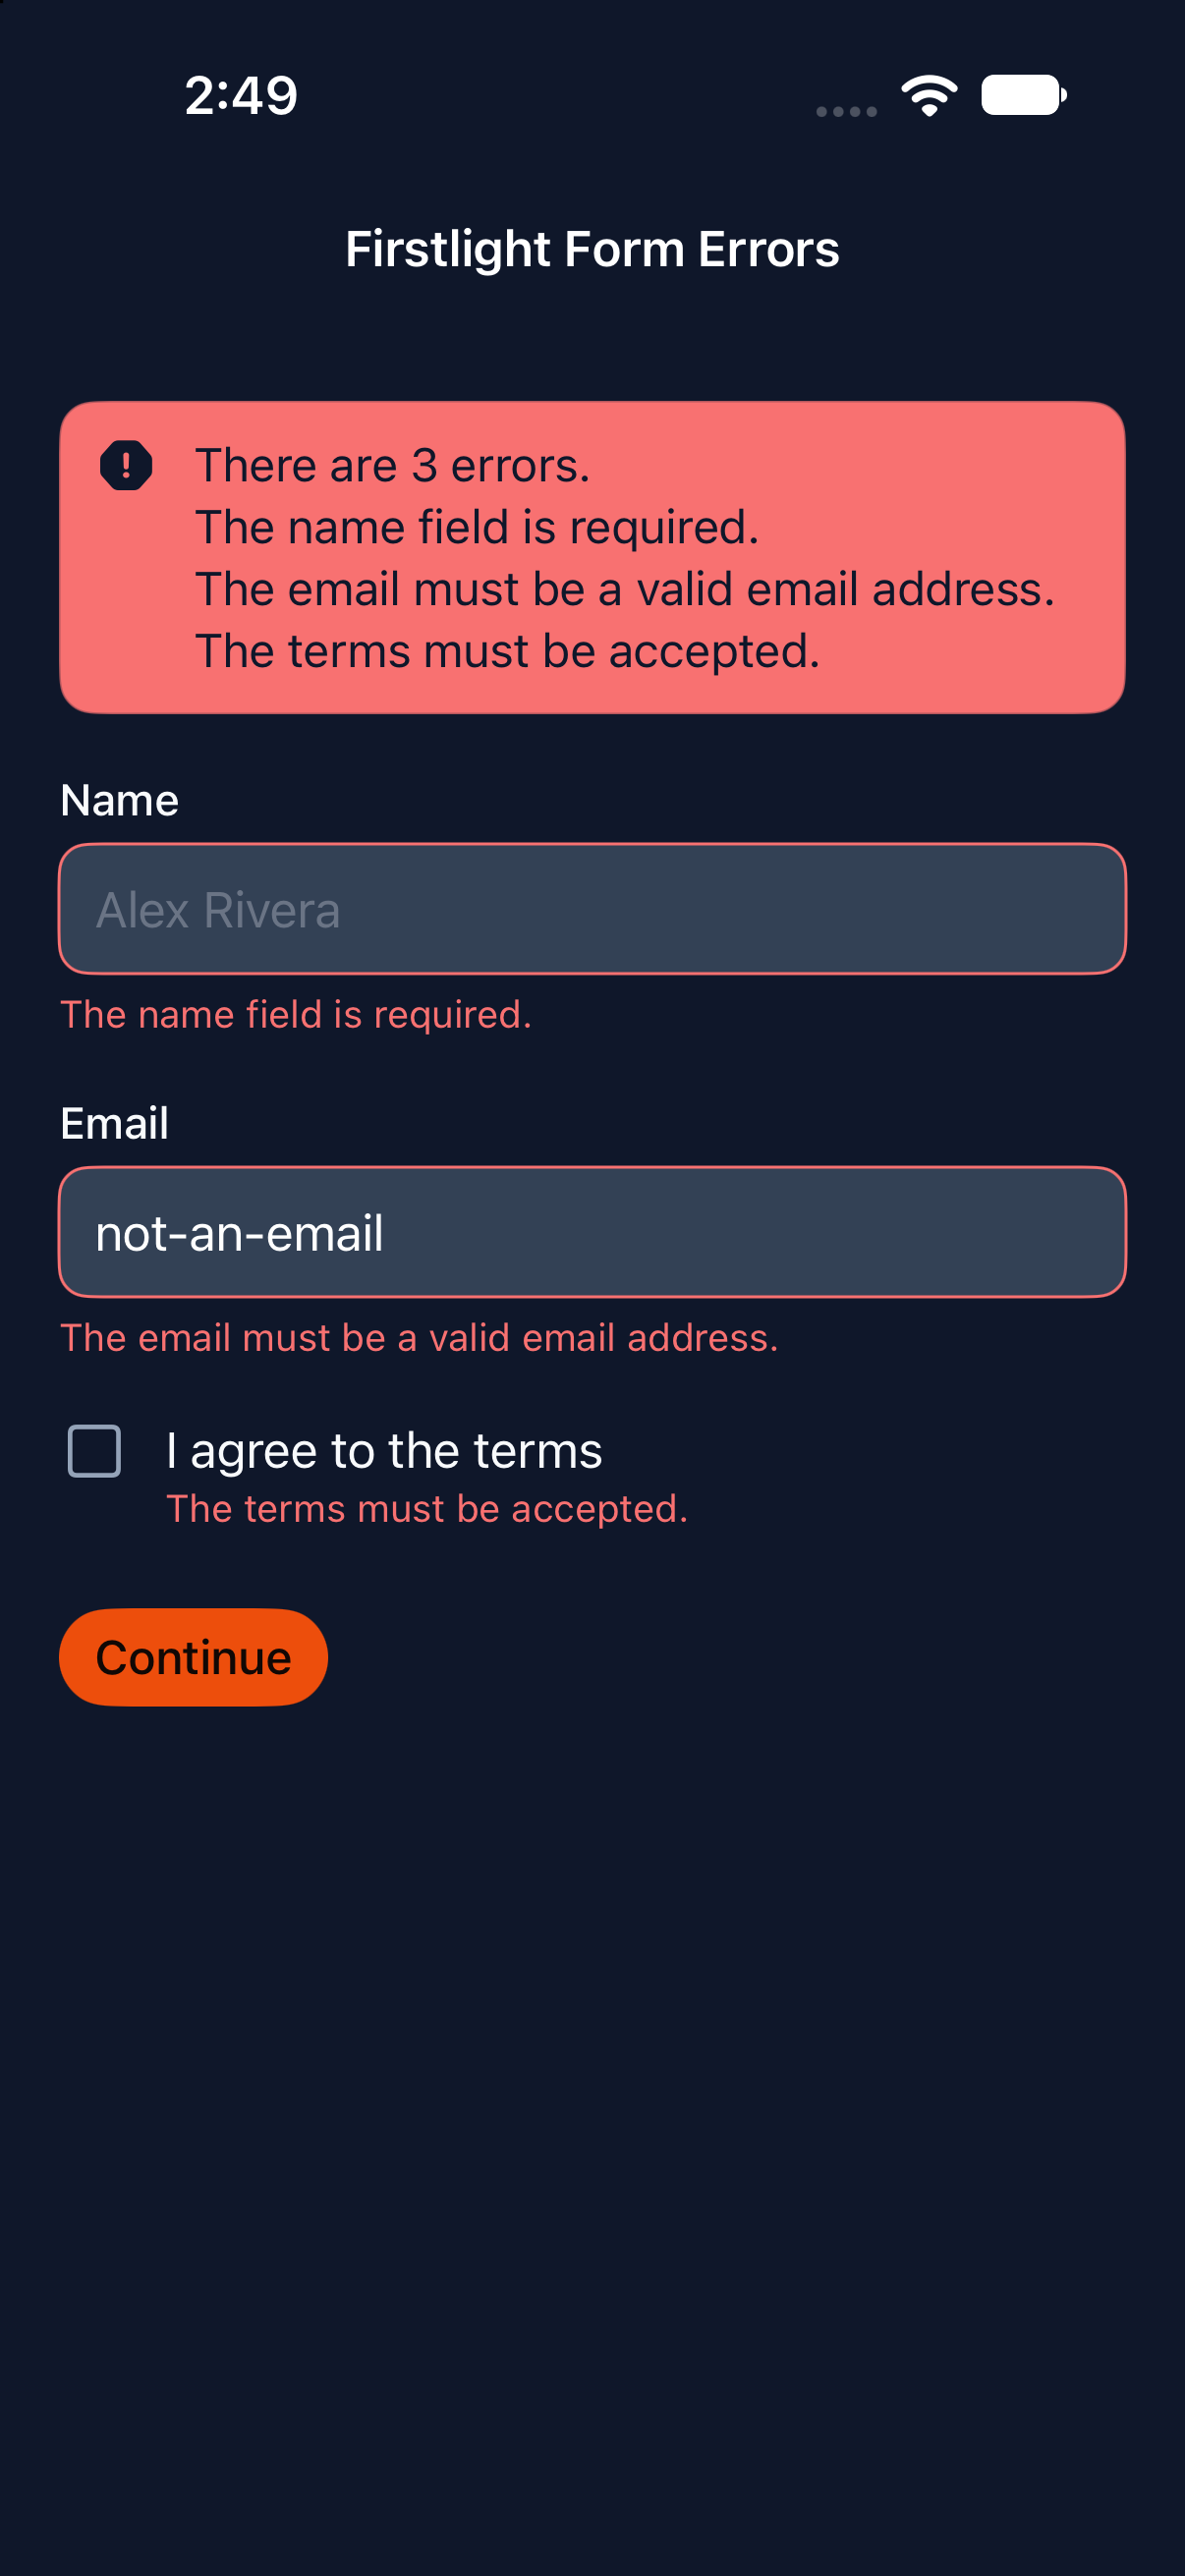 2:49
Firstlight Form Errors
There are 3 errors.
The name field is required.
The email must be a valid email address.
The terms must be accepted.
Name
Alex Rivera
The name field is required.
Email
not-an-email
The email must be a valid email address.
I agree to the terms
The terms must be accepted.
Continue